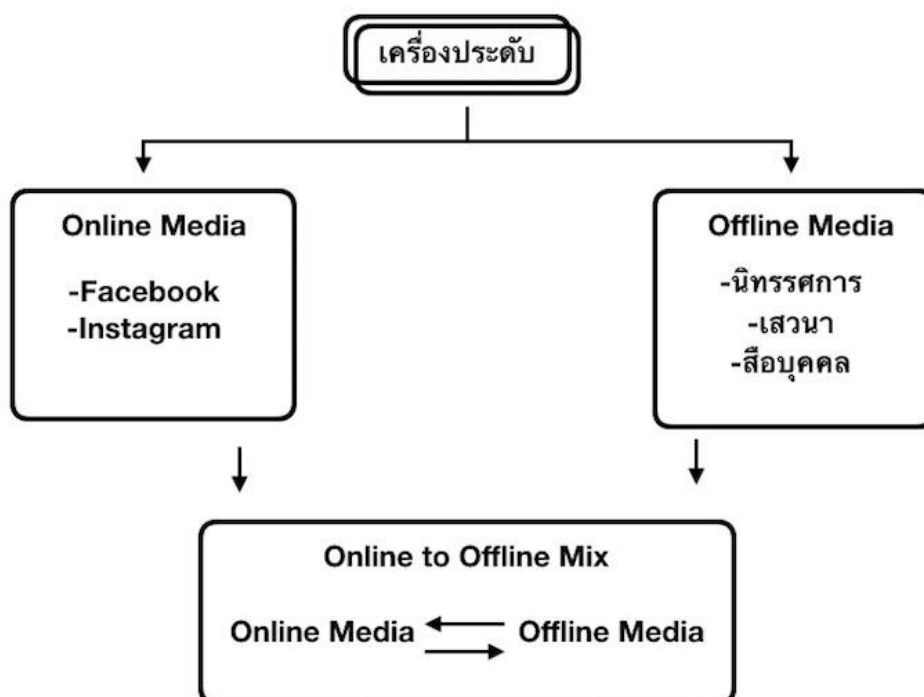 เครื่องประดับ
Online Media
-Facebook
-Instagram
Offline Media
-นิทรรศการ
-เสวนา
-สือบุคคล
Online to Offline Mix
Online Media
Offline Media